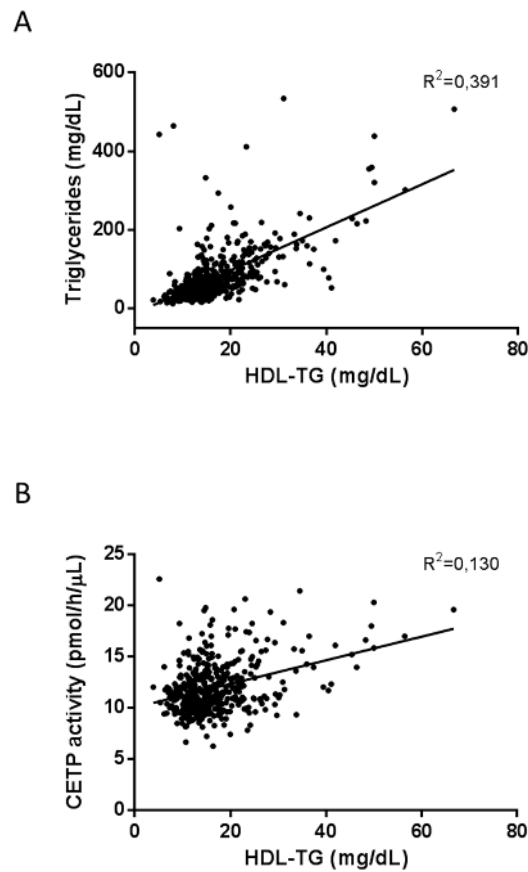 A
R²=0,391
Triglycerides (mg/dL)
600
400
200
0
0 20 40 60 80
HDL-TG (mg/dL)
B
R²=0,130
CETP activity (pmol/h/μL)
25
20
15
10
5
0
0 20 40 60 80
HDL-TG (mg/dL)